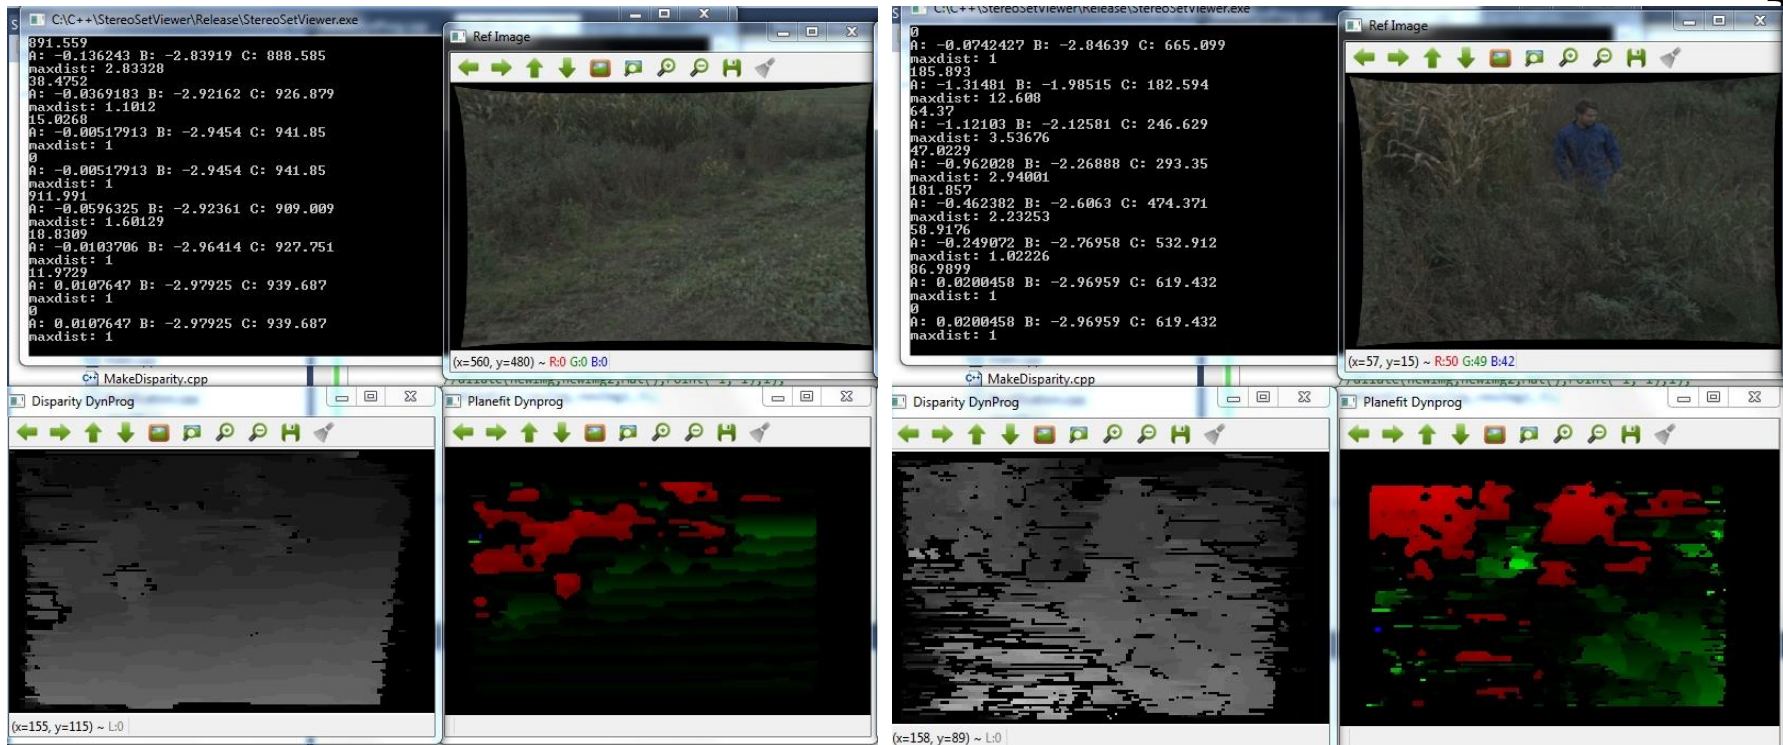 C:\C++\StereoSetViewer\Release\StereoSetViewer.exe
891.559
A: -0.136243 B: -2.83919 C: 888.585
maxdist: 2.83328
38.4752
A: -0.0369183 B: -2.92162 C: 926.879
maxdist: 1.1012
15.0268
A: -0.00517913 B: -2.9454 C: 941.85
maxdist: 1
0
A: -0.00517913 B: -2.9454 C: 941.85
maxdist: 1
911.991
A: -0.0596325 B: -2.92361 C: 909.009
maxdist: 1.60129
18.8309
A: -0.0103706 B: -2.96414 C: 927.751
maxdist: 1
11.9729
A: 0.0107647 B: -2.97925 C: 939.687
maxdist: 1
0
A: 0.0107647 B: -2.97925 C: 939.687
maxdist: 1
Ref Image
(x=560, y=480) ~ R:0 G:0 B:0
MakeDisparity.cpp
Disparity DynProg
(x=155, y=115) ~ L:0
Planefit Dynprog
C:\C++\StereoSetViewer\Release\StereoSetViewer.exe
0
A: -0.0742427 B: -2.84639 C: 665.099
maxdist: 1
185.893
A: -1.31481 B: -1.98515 C: 182.594
maxdist: 12.608
64.37
A: -1.12103 B: -2.12581 C: 246.629
maxdist: 3.53676
47.0229
A: -0.962028 B: -2.26888 C: 293.35
maxdist: 2.94001
181.857
A: -0.462382 B: -2.6063 C: 474.371
maxdist: 2.23253
58.9176
A: -0.249072 B: -2.76958 C: 532.912
maxdist: 1.02226
86.9899
A: 0.0200458 B: -2.96959 C: 619.432
maxdist: 1
0
A: 0.0200458 B: -2.96959 C: 619.432
maxdist: 1
Ref Image
(x=57, y=15) ~ R:50 G:49 B:42
MakeDisparity.cpp
Disparity DynProg
(x=158, y=89) ~ L:0
Planefit Dynprog